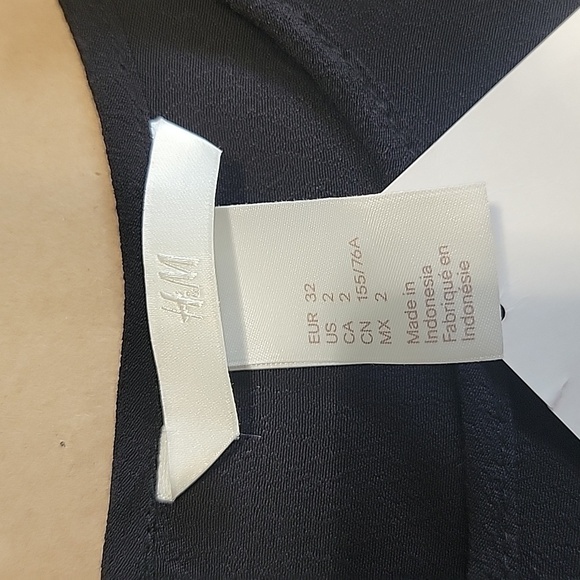 H&M
EUR 32
US 2
CA 2
CN 155/76A
MX 2
Made in
Indonesia
Fabriqué en
Indonésie